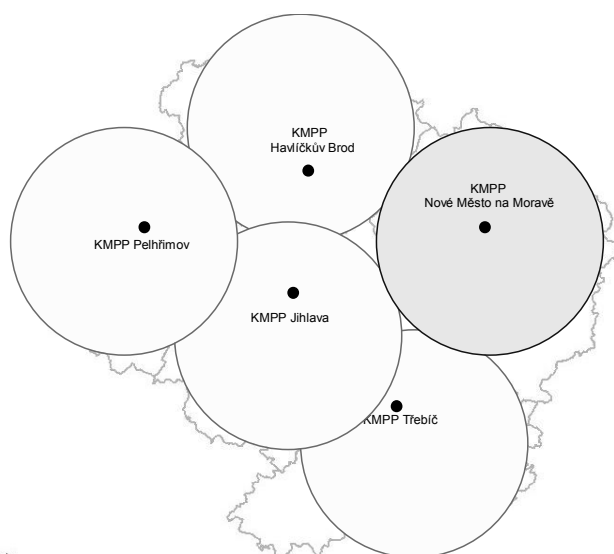 KMPP
Havlíčkův Brod
KMPP
Nové Město na Moravě
KMPP Pelhřimov
KMPP Jihlava
KMPP Třebíč